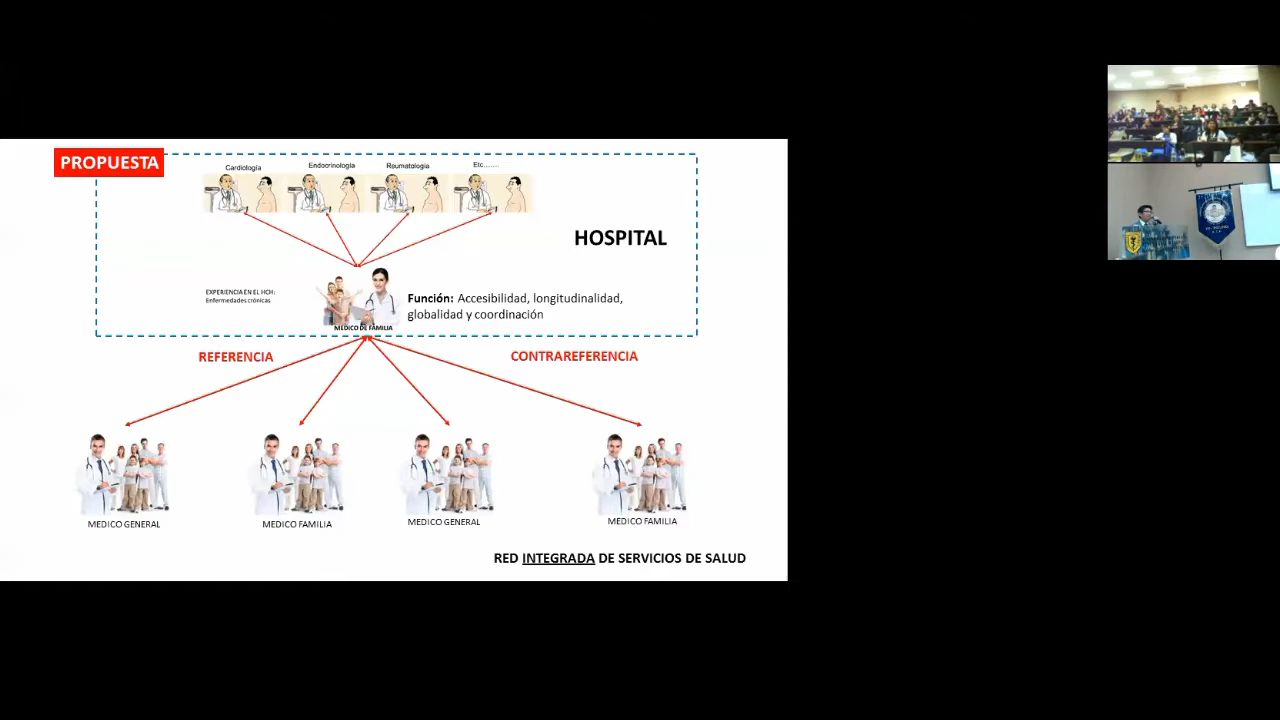 PROPUESTA
Cardiología
Endocrinología
Reumatología
Etc......
HOSPITAL
EXPERIENCIA EN EL HCH:
Enfermedades crónicas
Función: Accesibilidad, longitudinalidad,
globalidad y coordinación
MEDICO DE FAMILIA
REFERENCIA
CONTRAREFERENCIA
MEDICO GENERAL
MEDICO FAMILIA
MEDICO GENERAL
MEDICO FAMILIA
RED INTEGRADA DE SERVICIOS DE SALUD